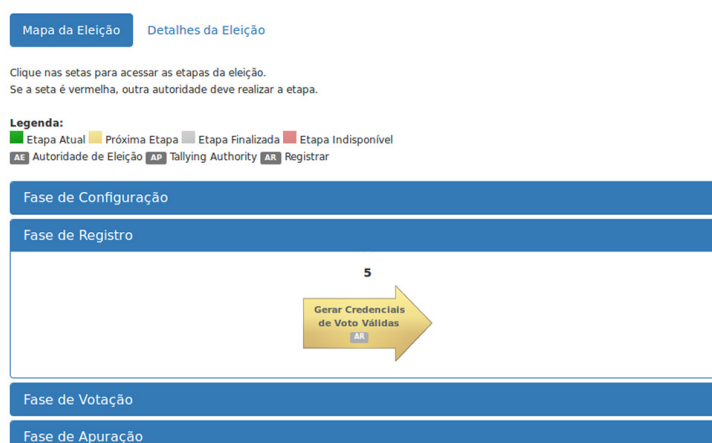 Mapa da Eleição Detalhes da Eleição
Clique nas setas para acessar as etapas da eleição.
Se a seta é vermelha, outra autoridade deve realizar a etapa.
Legenda:
Etapa Atual Próxima Etapa Etapa Finalizada Etapa Indisponível
AE Autoridade de Eleição AP Tallying Authority AR Registrar
Fase de Configuração
Fase de Registro
5
Gerar Credenciais
de Voto Válidas
AR
Fase de Votação
Fase de Apuração